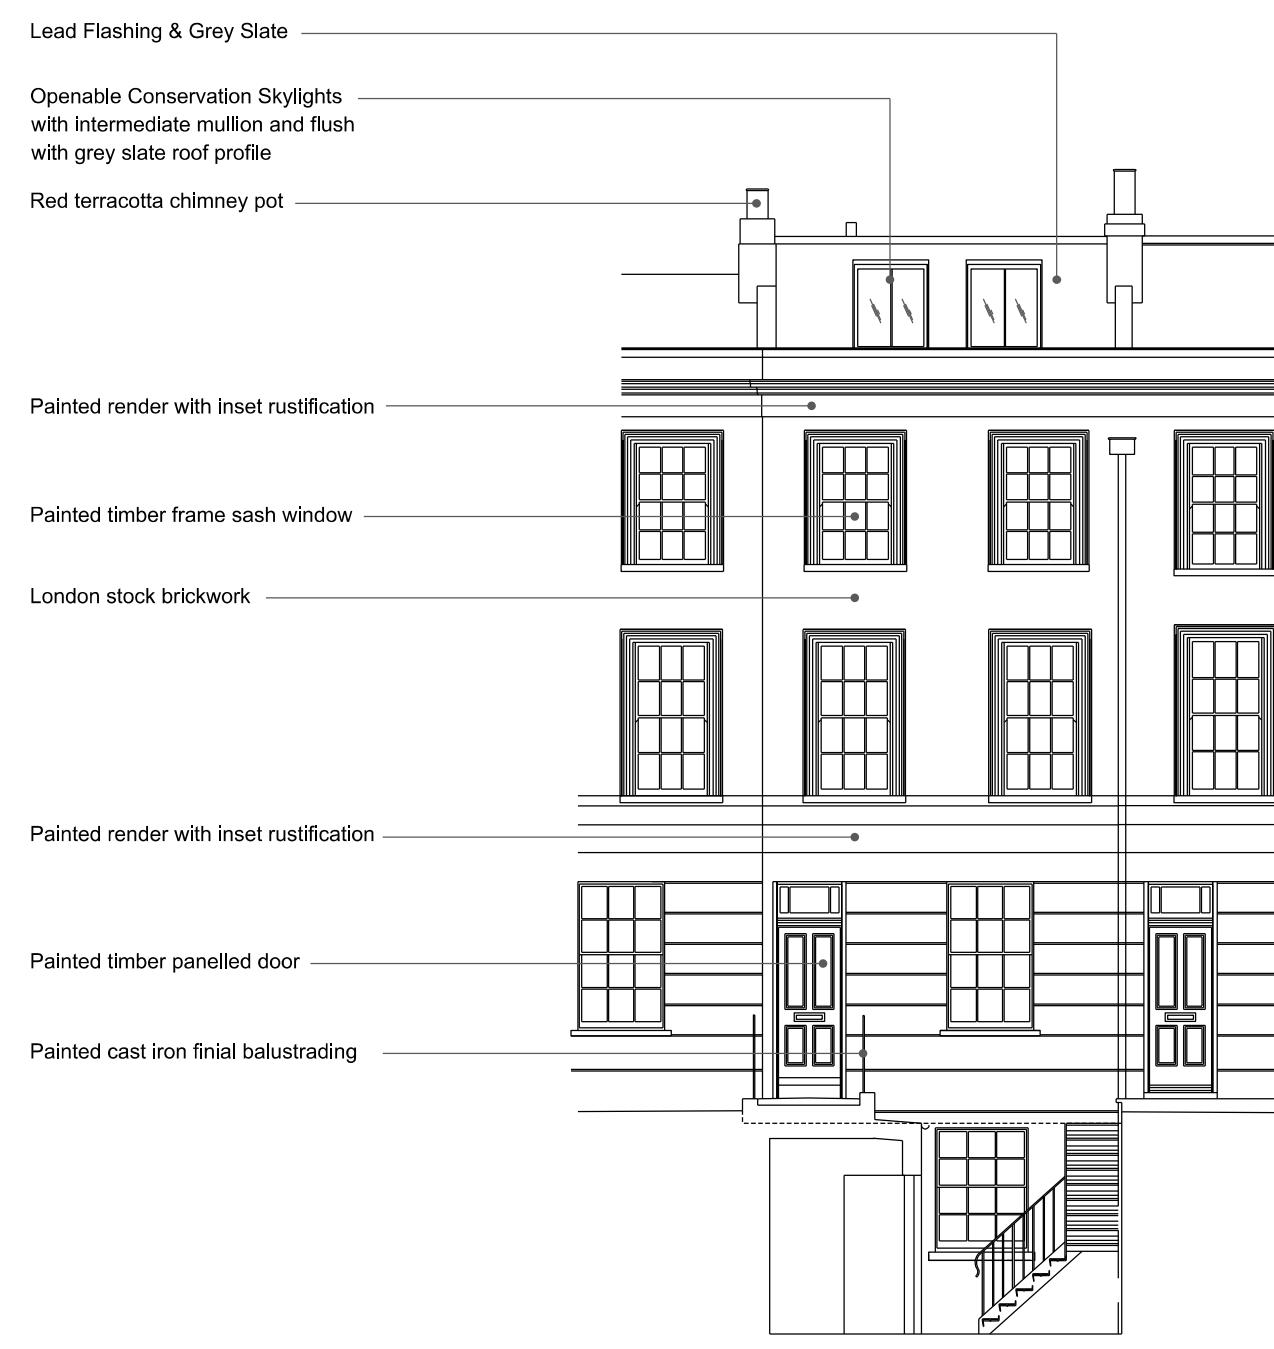 Lead Flashing & Grey Slate
Openable Conservation Skylights
with intermediate mullion and flush
with grey slate roof profile
Red terracotta chimney pot
Painted render with inset rustification
Painted timber frame sash window
London stock brickwork
Painted render with inset rustification
Painted timber panelled door
Painted cast iron finial balustrading